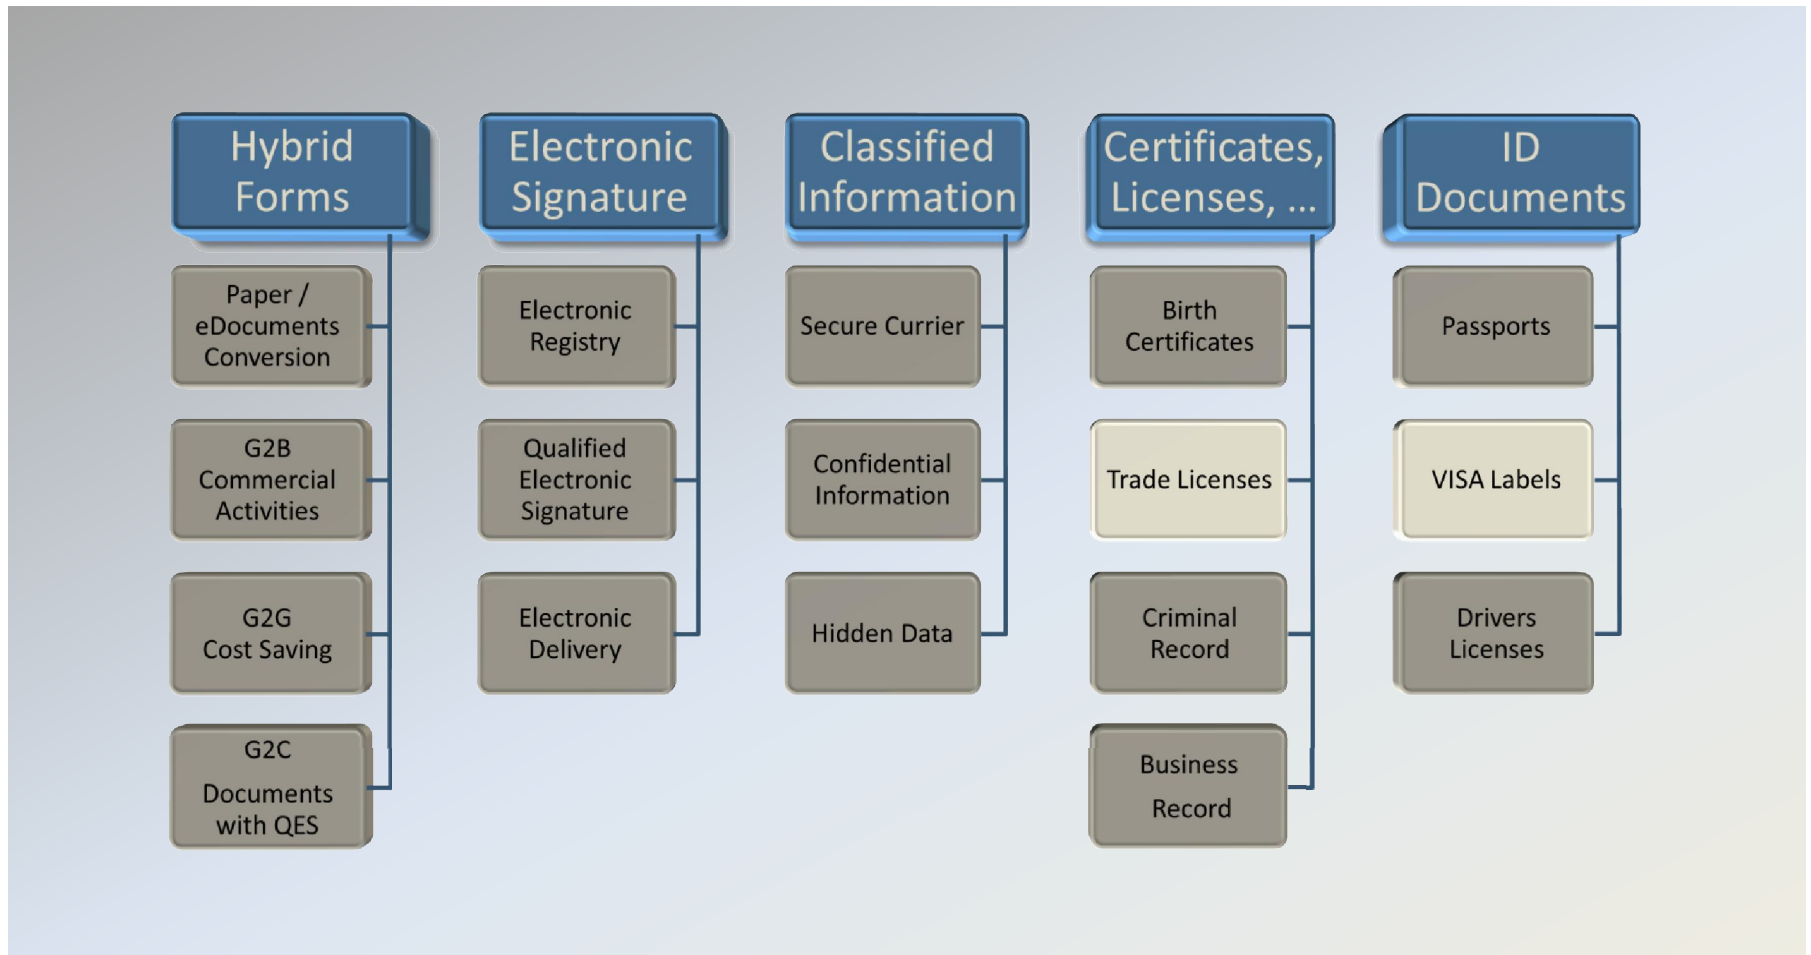 Hybrid
Forms
Paper /
eDocuments
Conversion
G2B
Commercial
Activities
G2G
Cost Saving
G2C
Documents
with QES
Electronic
Signature
Electronic
Registry
Qualified
Electronic
Signature
Electronic
Delivery
Classified
Information
Secure Currier
Confidential
Information
Hidden Data
Certificates,
Licenses, ...
Birth
Certificates
Trade Licenses
Criminal
Record
Business
Record
ID
Documents
Passports
VISA Labels
Drivers
Licenses